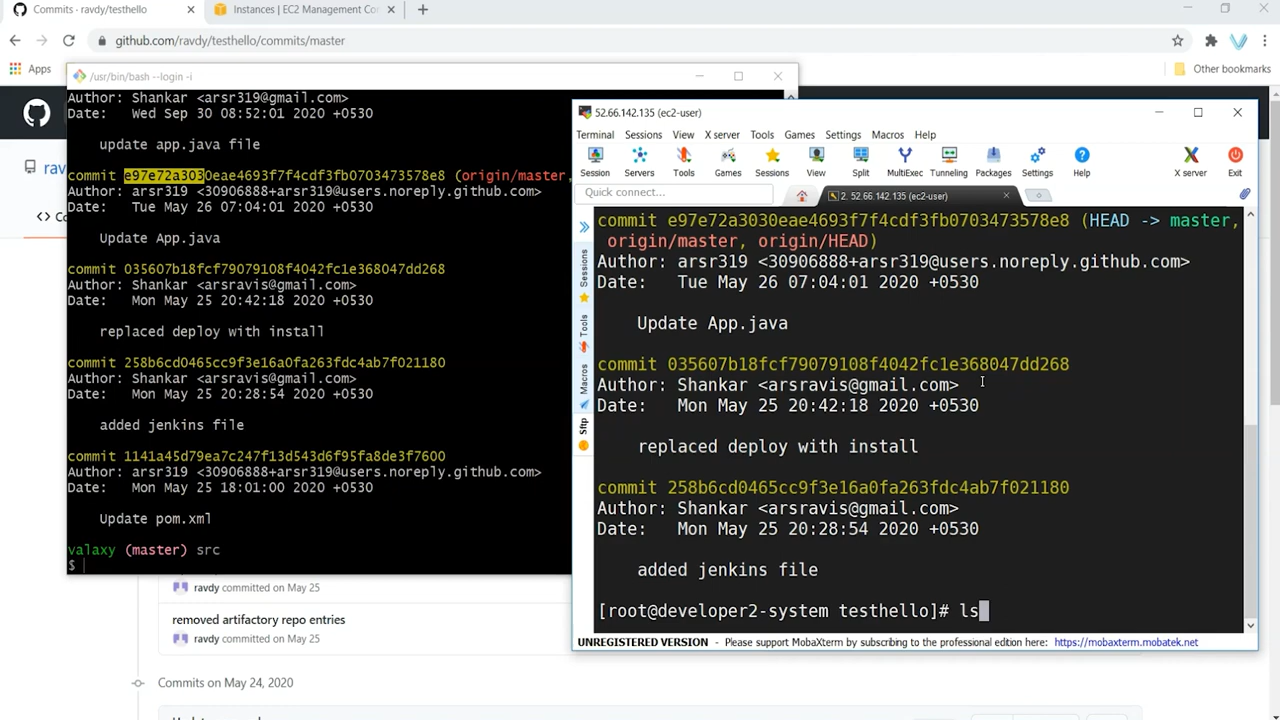 Commits - ravdy/testhello
Instances | EC2 Management Co
github.com/ravdy/testhello/commits/master
Apps
Other bookmarks
/usr/bin/bash --login -i
Author: Shankar <arsr319@gmail.com>
Date: Wed Sep 30 08:52:01 2020 +0530
update app.java file
commit e97e72a3030eae4693f7f4cdf3fb0703473578e8 (origin/master,
Author: arsr319 <30906888+arsr319@users.noreply.github.com>
Date: Tue May 26 07:04:01 2020 +0530
Update App.java
commit 035607b18fcf79079108f4042fc1e368047dd268
Author: Shankar <arsravis@gmail.com>
Date: Mon May 25 20:42:18 2020 +0530
replaced deploy with install
commit 258b6cd0465cc9f3e16a0fa263fdc4ab7f021180
Author: Shankar <arsravis@gmail.com>
Date: Mon May 25 20:28:54 2020 +0530
added jenkins file
commit 1141a45d79ea7c247f13d543d6f95fa8de3f7600
Author: arsr319 <30906888+arsr319@users.noreply.github.com>
Date: Mon May 25 18:01:00 2020 +0530
Update pom.xml
valaxy (master) src
$
52.66.142.135 (ec2-user)
Terminal Sessions View X server Tools Games Settings Macros Help
Session Servers Tools Games Sessions View Split MultiExec Tunneling Packages Settings Help X server Exit
Quick connect...
2. 52.66.142.135 (ec2-user)
Sessions
Tools
Macros
Sftp
commit e97e72a3030eae4693f7f4cdf3fb0703473578e8 (HEAD -> master,
origin/master, origin/HEAD)
Author: arsr319 <30906888+arsr319@users.noreply.github.com>
Date: Tue May 26 07:04:01 2020 +0530
Update App.java
commit 035607b18fcf79079108f4042fc1e368047dd268
Author: Shankar <arsravis@gmail.com>
Date: Mon May 25 20:42:18 2020 +0530
replaced deploy with install
commit 258b6cd0465cc9f3e16a0fa263fdc4ab7f021180
Author: Shankar <arsravis@gmail.com>
Date: Mon May 25 20:28:54 2020 +0530
added jenkins file
[root@developer2-system testhello]# ls
UNREGISTERED VERSION - Please support MobaXterm by subscribing to the professional edition here: https://mobaxterm.mobatek.net
rav
<> Co
ravdy committed on May 25
removed artifactory repo entries
ravdy committed on May 25
Commits on May 24, 2020